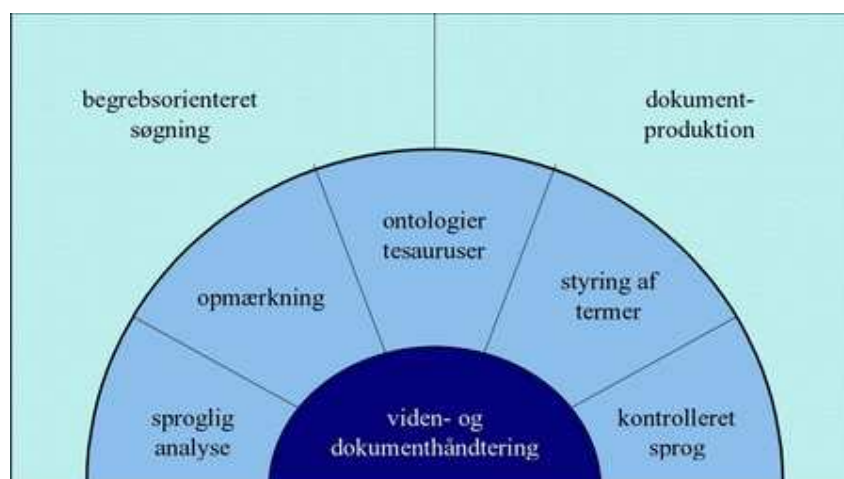 begrebsorienteret
søgning
dokument-
produktion
ontologier
tesauruser
opmærkning
styring af
termer
sproglig
analyse
viden- og
dokumenthåndtering
kontrolleret
sprog